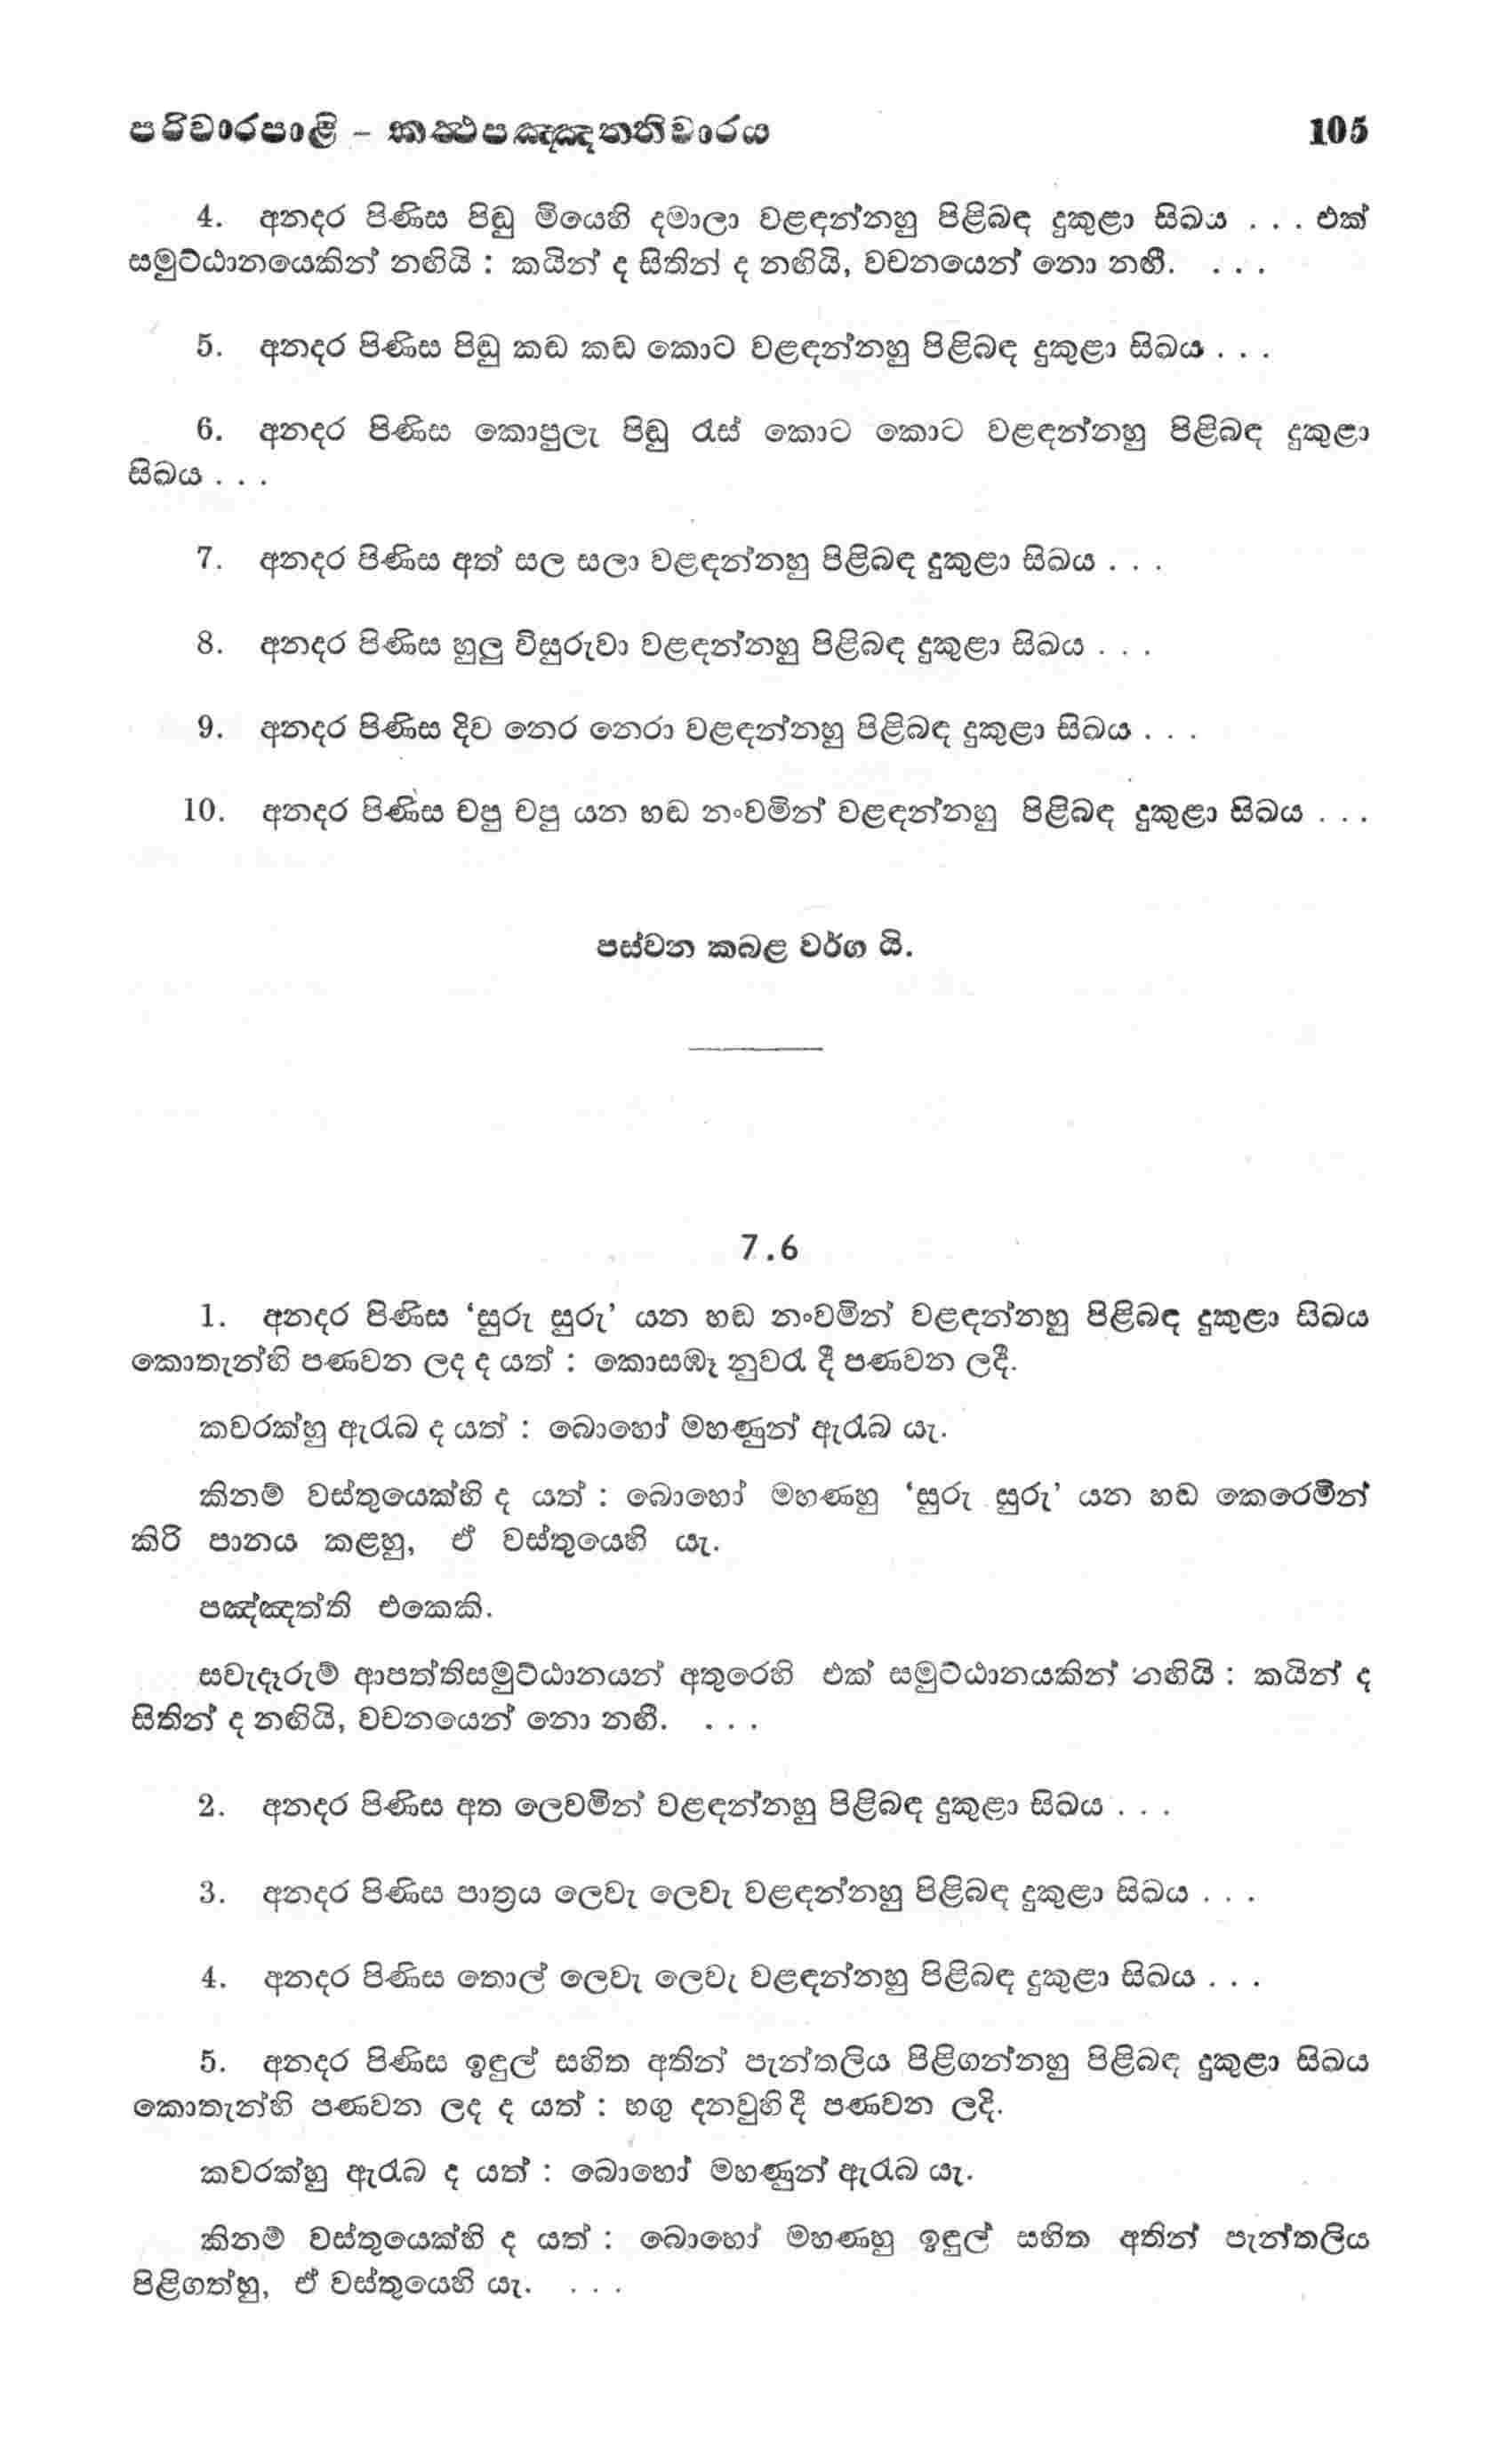 පරිවාරපාළි – කත්‍ථපඤ්ඤත්තිවාරය 105
4. අනදර පිණිස පිඬු මියෙහි දමාලා වළඳන්නහු පිළිබඳ දුකුළා සිඛය . . . එක්
සමුට්ඨානයෙකින් නඟියි : කයින් ද සිතින් ද නඟියි, වචනයෙන් නො නඟී. . . .
5. අනදර පිණිස පිඬු කඬ කඬ කොට වළඳන්නහු පිළිබඳ දුකුළා සිඛය . . .
6. අනදර පිණිස කොපුලැ පිඬු රැස් කොට කොට වළඳන්නහු පිළිබඳ දුකුළා
සිඛය . . .
7. අනදර පිණිස අත් සල සලා වළඳන්නහු පිළිබඳ දුකුළා සිඛය . . .
8. අනදර පිණිස හුලු විසුරුවා වළඳන්නහු පිළිබඳ දුකුළා සිඛය . . .
9. අනදර පිණිස දිව නෙර නෙරා වළඳන්නහු පිළිබඳ දුකුළා සිඛය . . .
10. අනදර පිණිස චපු චපු යන හඬ නංවමින් වළඳන්නහු පිළිබඳ දුකුළා සිඛය . . .
පස්වන කබළ වර්ග යි.
7.6
1. අනදර පිණිස ‘සුරු සුරු’ යන හඬ නංවමින් වළඳන්නහු පිළිබඳ දුකුළා සිඛය
කොතැන්හි පණවන ලද ද යත් : කොසඹෑ නුවර දී පණවන ලදී.
කවරක්හු ඇරැබ ද යත් : බොහෝ මහණුන් ඇරැබ යැ.
කිනම් වස්තුයෙක්හි ද යත් : බොහෝ මහණහු ‘සුරු සුරු’ යන හඬ කෙරෙමින්
කිරි පානය කළහු, ඒ වස්තුයෙහි යැ.
පඤ්ඤත්ති එකෙකි.
සවැදෑරුම් ආපත්තිසමුට්ඨානයන් අතුරෙහි එක් සමුට්ඨානයකින් නඟියි : කයින් ද
සිතින් ද නඟියි, වචනයෙන් නො නඟී. . . .
2. අනදර පිණිස අත ලෙවමින් වළඳන්නහු පිළිබඳ දුකුළා සිඛය . . .
3. අනදර පිණිස පාත්‍රය ලෙවැ ලෙවැ වළඳන්නහු පිළිබඳ දුකුළා සිඛය . . .
4. අනදර පිණිස තොල් ලෙවැ ලෙවැ වළඳන්නහු පිළිබඳ දුකුළා සිඛය . . .
5. අනදර පිණිස ඉඳුල් සහිත අතින් පැන්තලිය පිළිගන්නහු පිළිබඳ දුකුළා සිඛය
කොතැන්හි පණවන ලද ද යත් : භගු දනවුහි දී පණවන ලදි.
කවරක්හු ඇරැබ ද යත් : බොහෝ මහණුන් ඇරැබ යැ.
කිනම් වස්තුයෙක්හි ද යත් : බොහෝ මහණහු ඉඳුල් සහිත අතින් පැන්තලිය
පිළිගත්හු, ඒ වස්තුයෙහි යැ. . . .